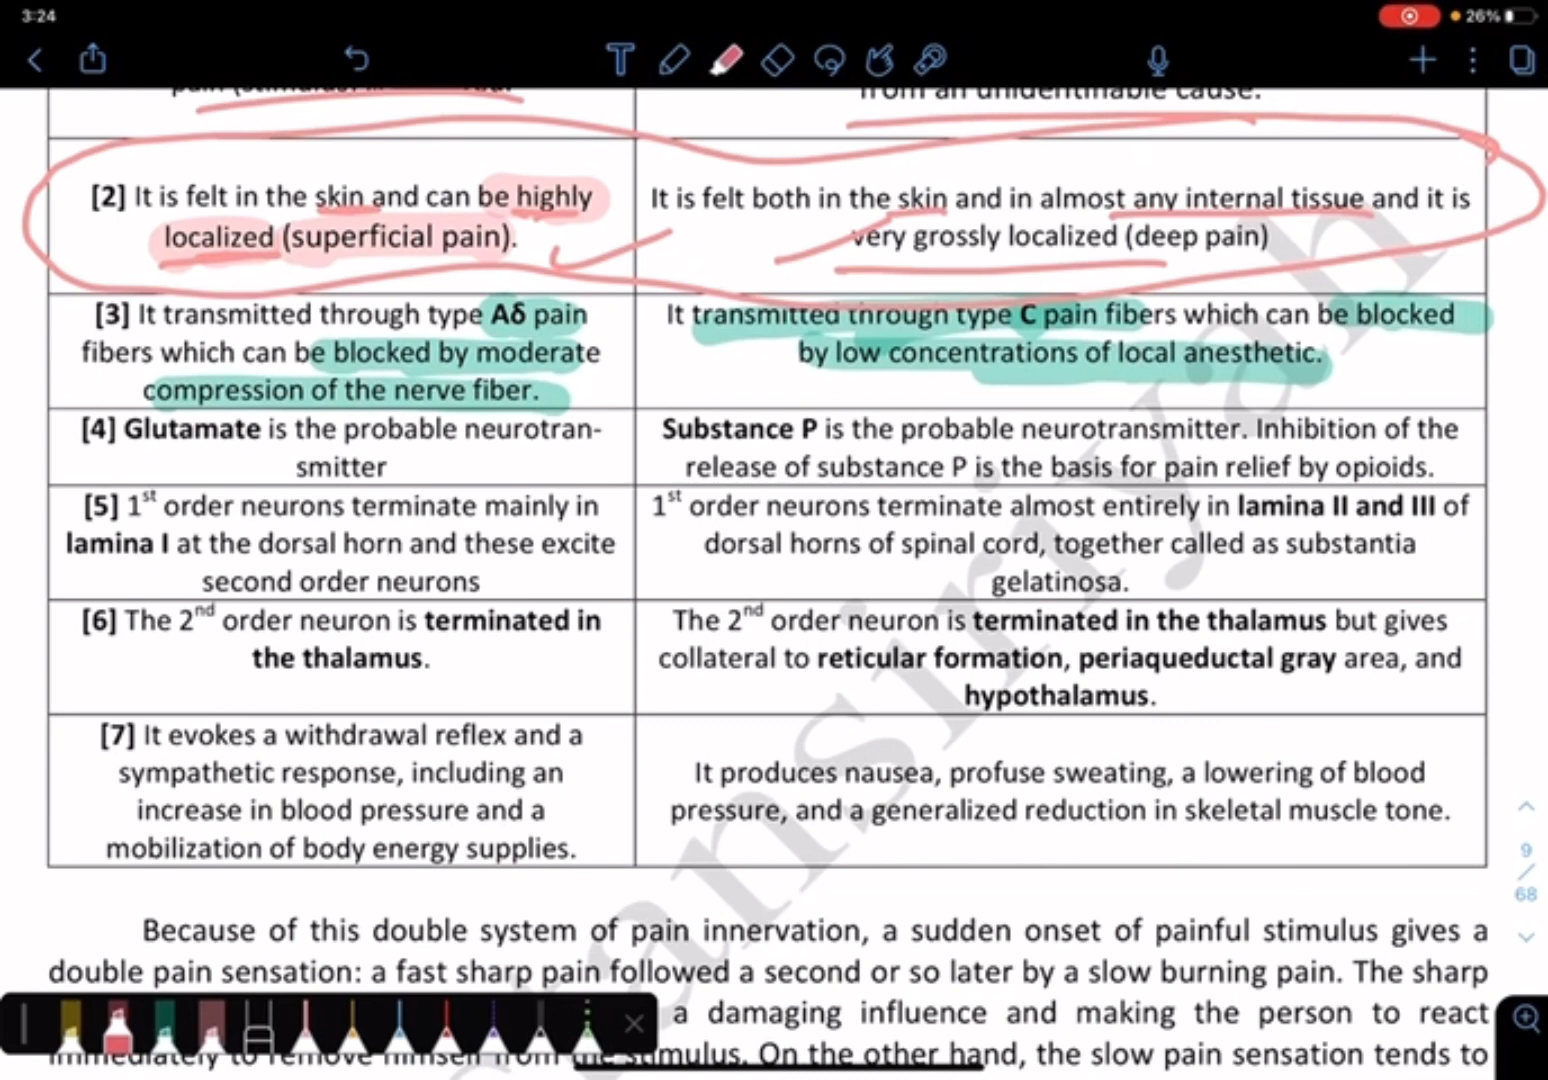 3:24
26%
from an unidentifiable cause.
[2] It is felt in the skin and can be highly
localized (superficial pain).
It is felt both in the skin and in almost any internal tissue and it is
very grossly localized (deep pain)
[3] It transmitted through type Aδ pain
fibers which can be blocked by moderate
compression of the nerve fiber.
It transmitted through type C pain fibers which can be blocked
by low concentrations of local anesthetic.
[4] Glutamate is the probable neurotran-
smitter
Substance P is the probable neurotransmitter. Inhibition of the
release of substance P is the basis for pain relief by opioids.
[5] 1st order neurons terminate mainly in
lamina I at the dorsal horn and these excite
second order neurons
1st order neurons terminate almost entirely in lamina II and III of
dorsal horns of spinal cord, together called as substantia
gelatinosa.
[6] The 2nd order neuron is terminated in
the thalamus.
The 2nd order neuron is terminated in the thalamus but gives
collateral to reticular formation, periaqueductal gray area, and
hypothalamus.
[7] It evokes a withdrawal reflex and a
sympathetic response, including an
increase in blood pressure and a
mobilization of body energy supplies.
It produces nausea, profuse sweating, a lowering of blood
pressure, and a generalized reduction in skeletal muscle tone.
9
/
68
Because of this double system of pain innervation, a sudden onset of painful stimulus gives a
double pain sensation: a fast sharp pain followed a second or so later by a slow burning pain. The sharp
a damaging influence and making the person to react
immediately to remove himself from the stimulus. On the other hand, the slow pain sensation tends to